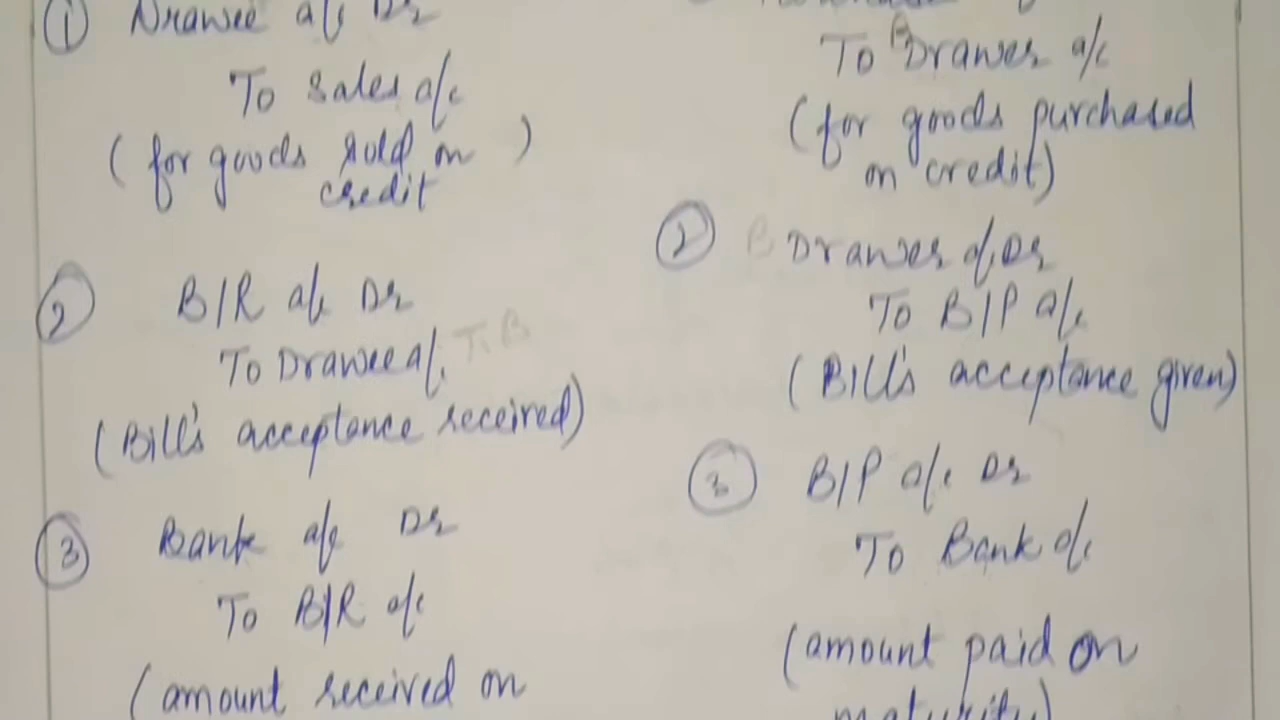 ① Drawee a/c Dr
To Sales a/c
(for goods sold on )
credit
② B/R a/c Dr
To Drawee a/c
(Bill's acceptance received)
③ Bank a/c Dr
To B/R a/c
(amount received on
To Drawer a/c
(for goods purchased
on credit)
② Drawer a/c Dr
To B/P a/c
(Bill's acceptance given)
③ B/P a/c Dr
To Bank a/c
(amount paid on
maturity)